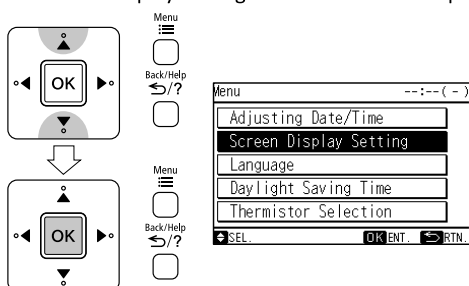 Menu
OK
Back/Help
/?
Menu --:--( - )
Adjusting Date/Time
Screen Display Setting
Language
Daylight Saving Time
Thermistor Selection
SEL. OK ENT. RTN.
Menu
OK
Back/Help
/?